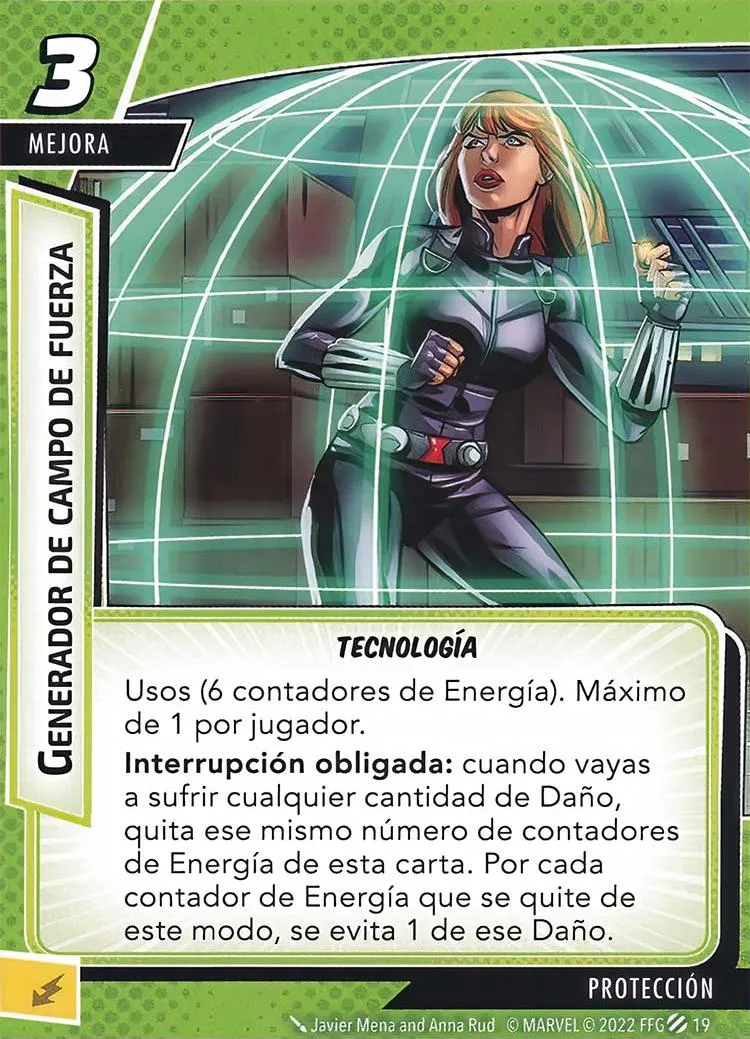 3
MEJORA
GENERADOR DE CAMPO DE FUERZA
TECNOLOGÍA
Usos (6 contadores de Energía). Máximo
de 1 por jugador.
Interrupción obligada: cuando vayas
a sufrir cualquier cantidad de Daño,
quita ese mismo número de contadores
de Energía de esta carta. Por cada
contador de Energía que se quite de
este modo, se evita 1 de ese Daño.
PROTECCIÓN
Javier Mena and Anna Rud © MARVEL © 2022 FFG 19